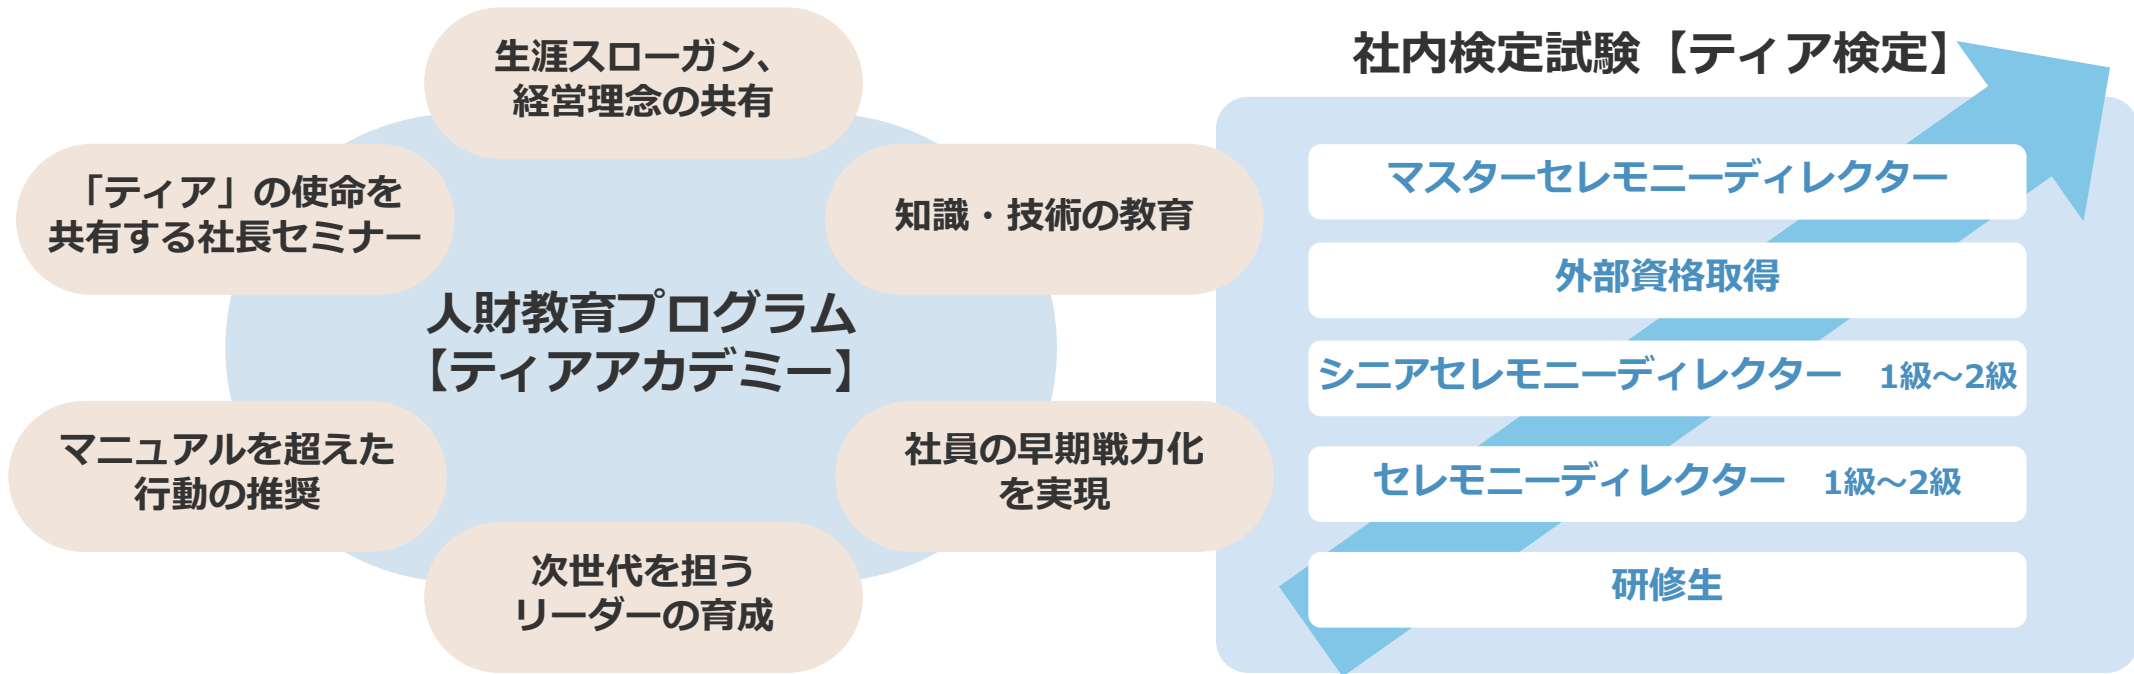 生涯スローガン、
経営理念の共有
「ティア」の使命を
共有する社長セミナー
知識・技術の教育
人財教育プログラム
【ティアアカデミー】
マニュアルを超えた
行動の推奨
社員の早期戦力化
を実現
次世代を担う
リーダーの育成
社内検定試験【ティア検定】
マスターセレモニーディレクター
外部資格取得
シニアセレモニーディレクター 1級～2級
セレモニーディレクター 1級～2級
研修生